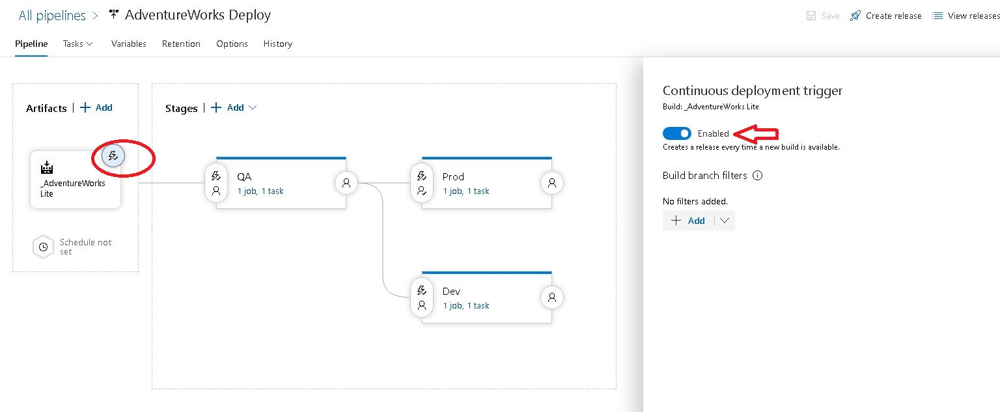 All pipelines > AdventureWorks Deploy
Save Create release View releases
Pipeline Tasks Variables Retention Options History
Artifacts | + Add
Stages | + Add
_AdventureWorks
Lite
Schedule not
set
QA
1 job, 1 task
Prod
1 job, 1 task
Dev
1 job, 1 task
Continuous deployment trigger
Build: _AdventureWorks Lite
Enabled
Creates a release every time a new build is available.
Build branch filters
No filters added.
+ Add